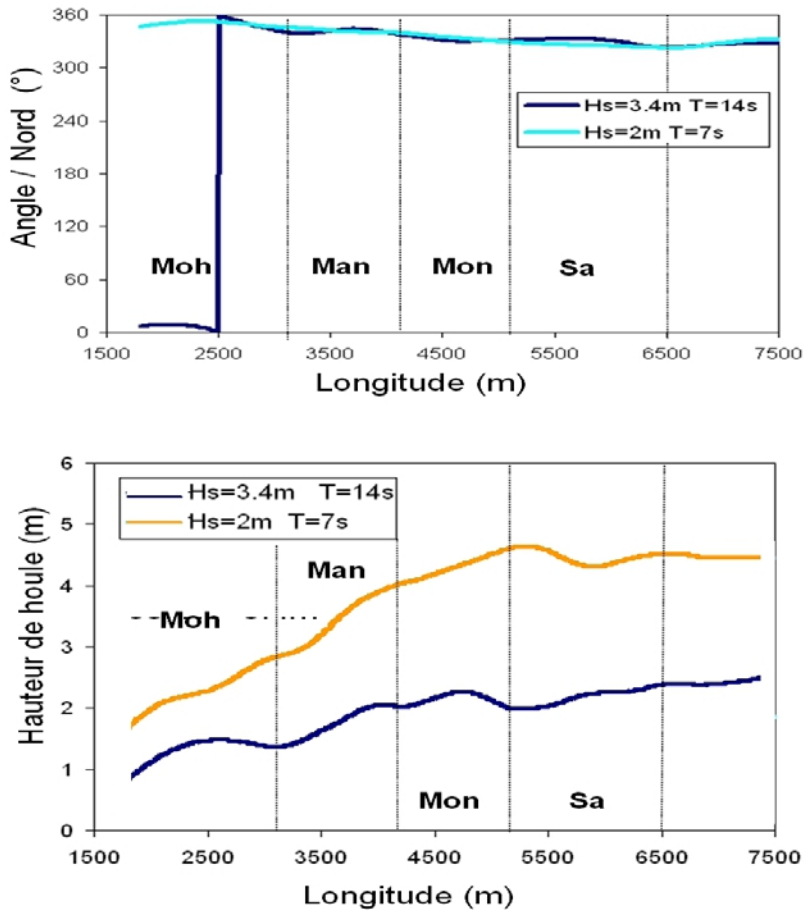 360
300
240
180
120
60
0
Angle / Nord (°)
Hs=3.4m T=14s
Hs=2m T=7s
Moh Man Mon Sa
1500 2500 3500 4500 5500 6500 7500
Longitude (m)
6
5
4
3
2
1
0
Hauteur de houle (m)
Hs=3.4m T=14s
Hs=2m T=7s
Man
Moh
Mon Sa
1500 2500 3500 4500 5500 6500 7500
Longitude (m)